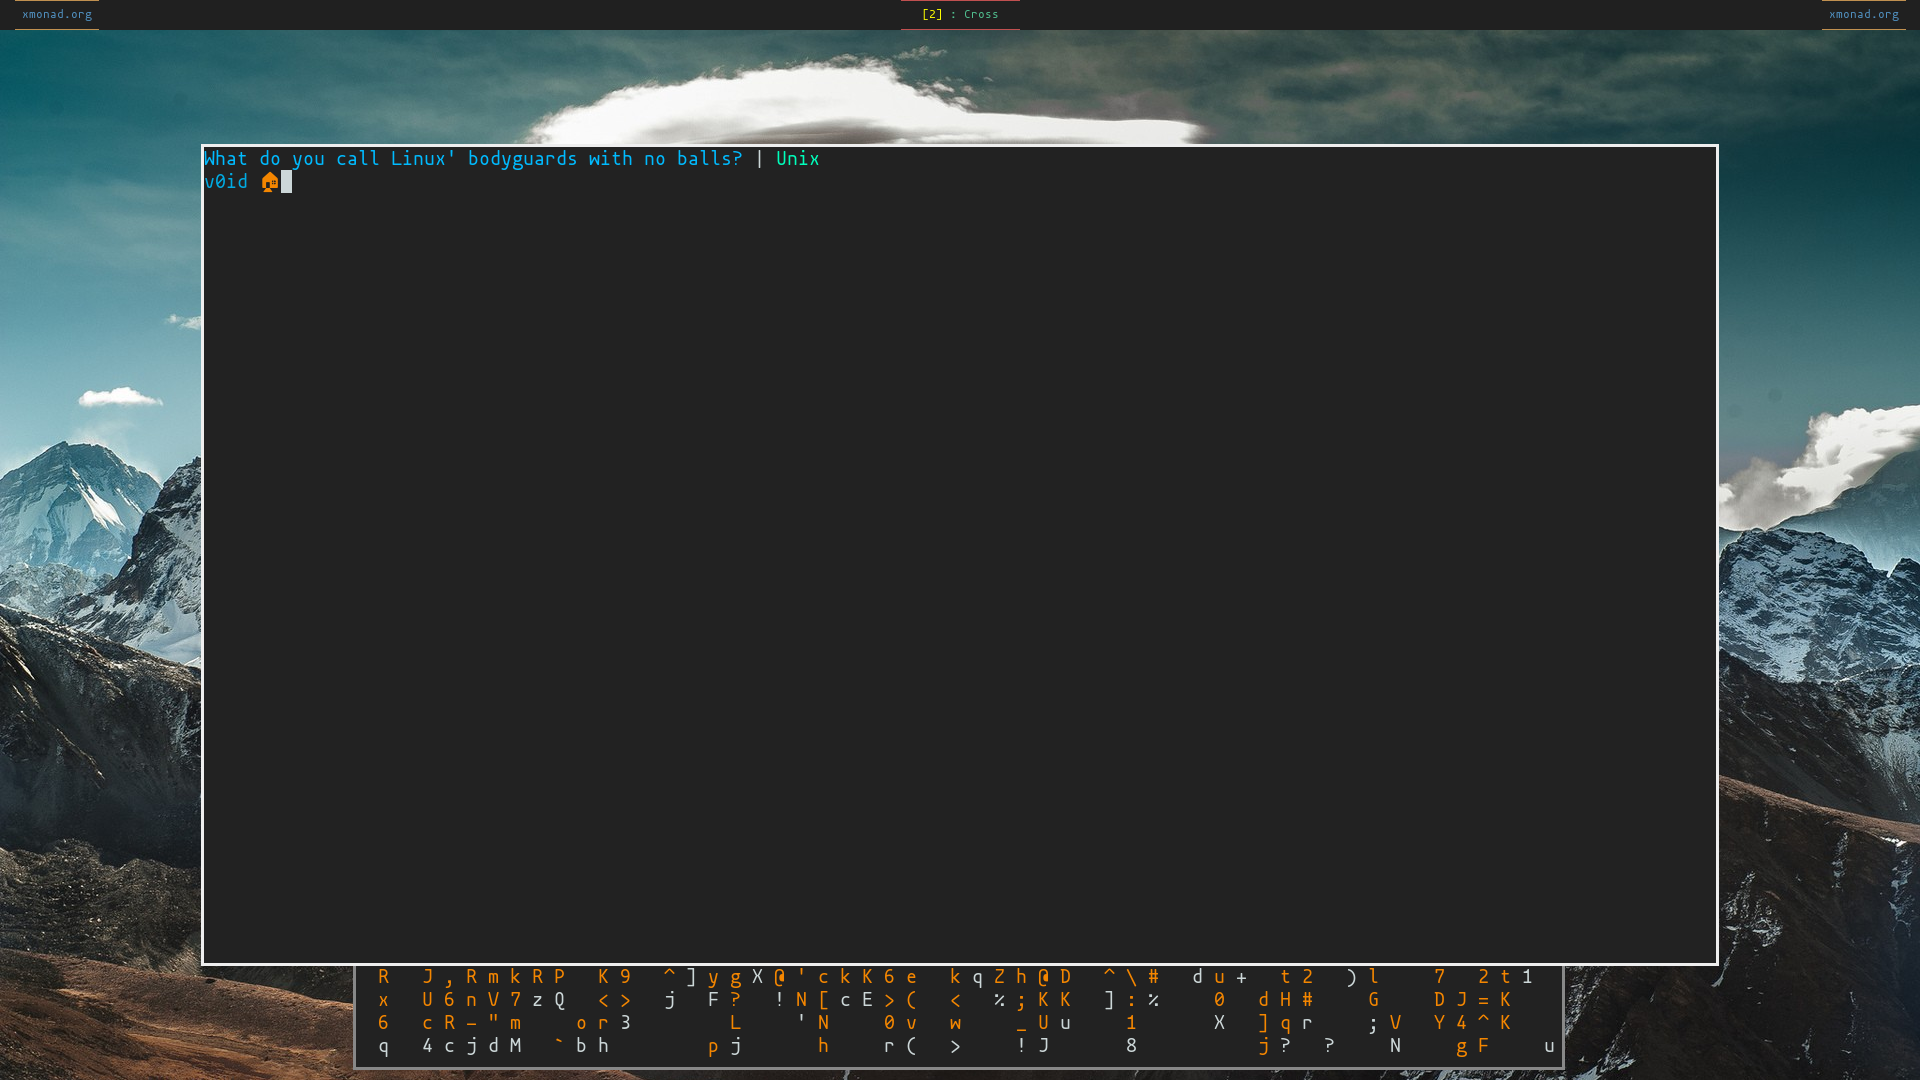 xmonad.org [2] : Cross xmonad.org
What do you call Linux' bodyguards with no balls? | Unix
v0id
R J , R m k R P K 9 ^ ] y g X @ ' c k K 6 e k q Z h @ D ^ \ # d u + t 2 ) l 7 2 t 1
x U 6 n V 7 z Q < > j F ? ! N [ c E > ( < % ; K K ] : % 0 d H # G D J = K
6 c R - " m o r 3 L ' N 0 v w _ U u 1 X ] q r ; V Y 4 ^ K
q 4 c j d M ` b h p j h r ( > ! J 8 j ? ? N g F u